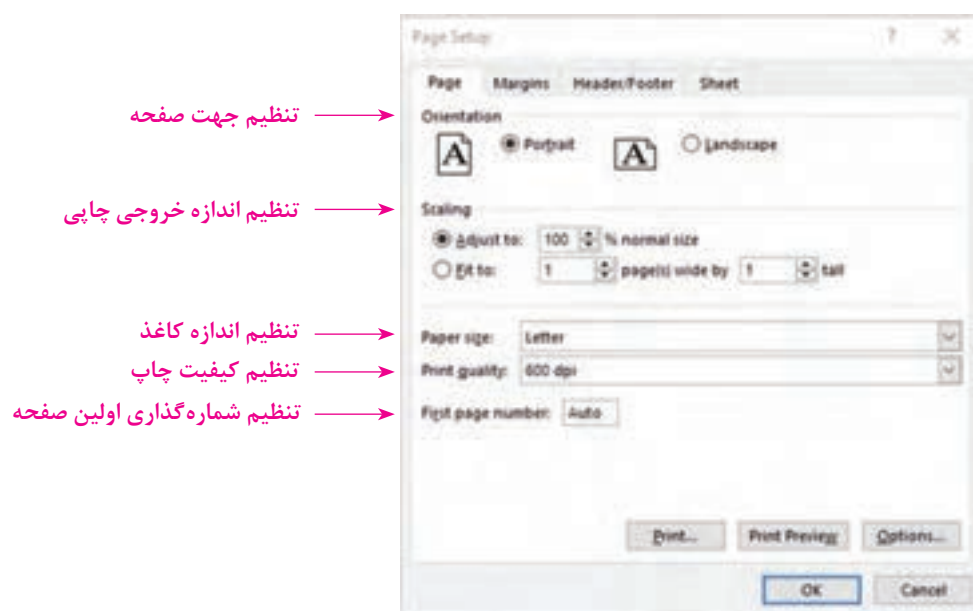 Page Setup ? ×
Page Margins Header/Footer Sheet
تنظیم جهت صفحه
Orientation
A Portrait A Landscape
تنظیم اندازه خروجی چاپی
Scaling
Adjust to: 100 % normal size
Fit to: 1 page(s) wide by 1 tall
تنظیم اندازه کاغذ
Paper size: Letter
تنظیم کیفیت چاپ
Print quality: 600 dpi
تنظیم شماره‌گذاری اولین صفحه
First page number: Auto
Print... Print Preview Options...
OK Cancel